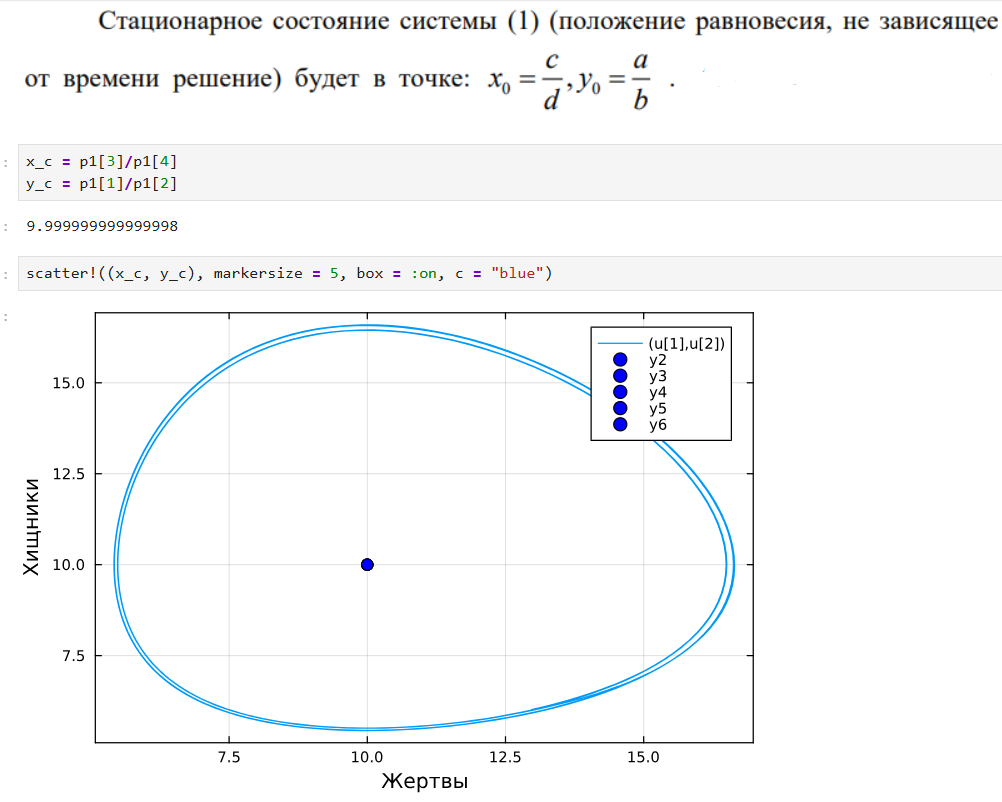 Стационарное состояние системы (1) (положение равновесия, не зависящее
от времени решение) будет в точке: x₀ = c/d, y₀ = a/b .
: x_c = p1[3]/p1[4]
y_c = p1[1]/p1[2]
: 9.999999999999998
: scatter!((x_c, y_c), markersize = 5, box = :on, c = "blue")
:
(u[1],u[2])
y2
y3
y4
y5
y6
15.0
12.5
10.0
7.5
Хищники
7.5 10.0 12.5 15.0
Жертвы